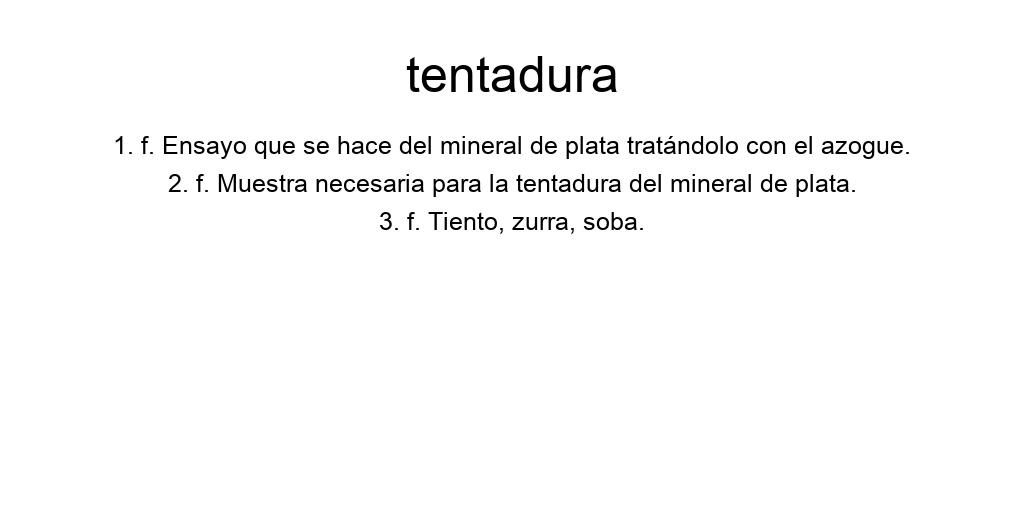 tentadura
1. f. Ensayo que se hace del mineral de plata tratándolo con el azogue.
2. f. Muestra necesaria para la tentadura del mineral de plata.
3. f. Tiento, zurra, soba.